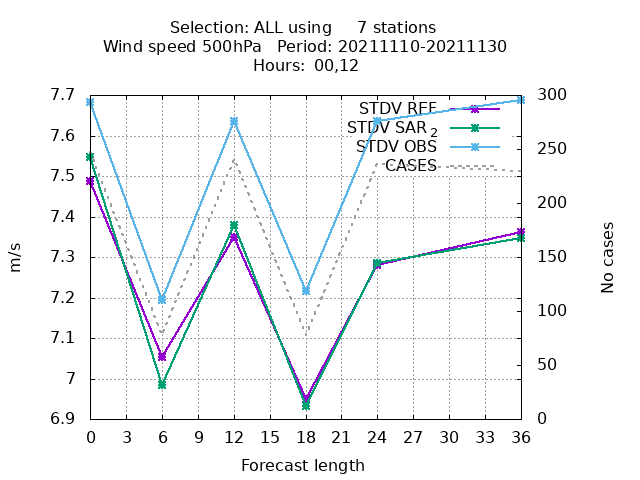 Selection: ALL using     7 stations
Wind speed 500hPa   Period: 20211110-20211130
Hours:  00,12
7.7
7.6
7.5
7.4
7.3
7.2
7.1
7
6.9
m/s
300
250
200
150
100
50
0
No cases
STDV REF
STDV SAR 2
STDV OBS
CASES
0 3 6 9 12 15 18 21 24 27 30 33 36
Forecast length